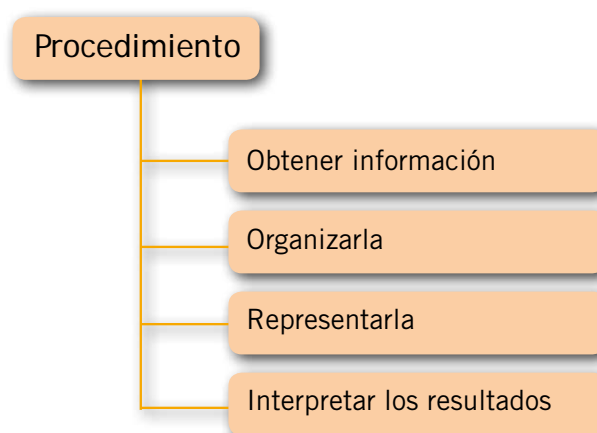 Procedimiento
Obtener información
Organizarla
Representarla
Interpretar los resultados